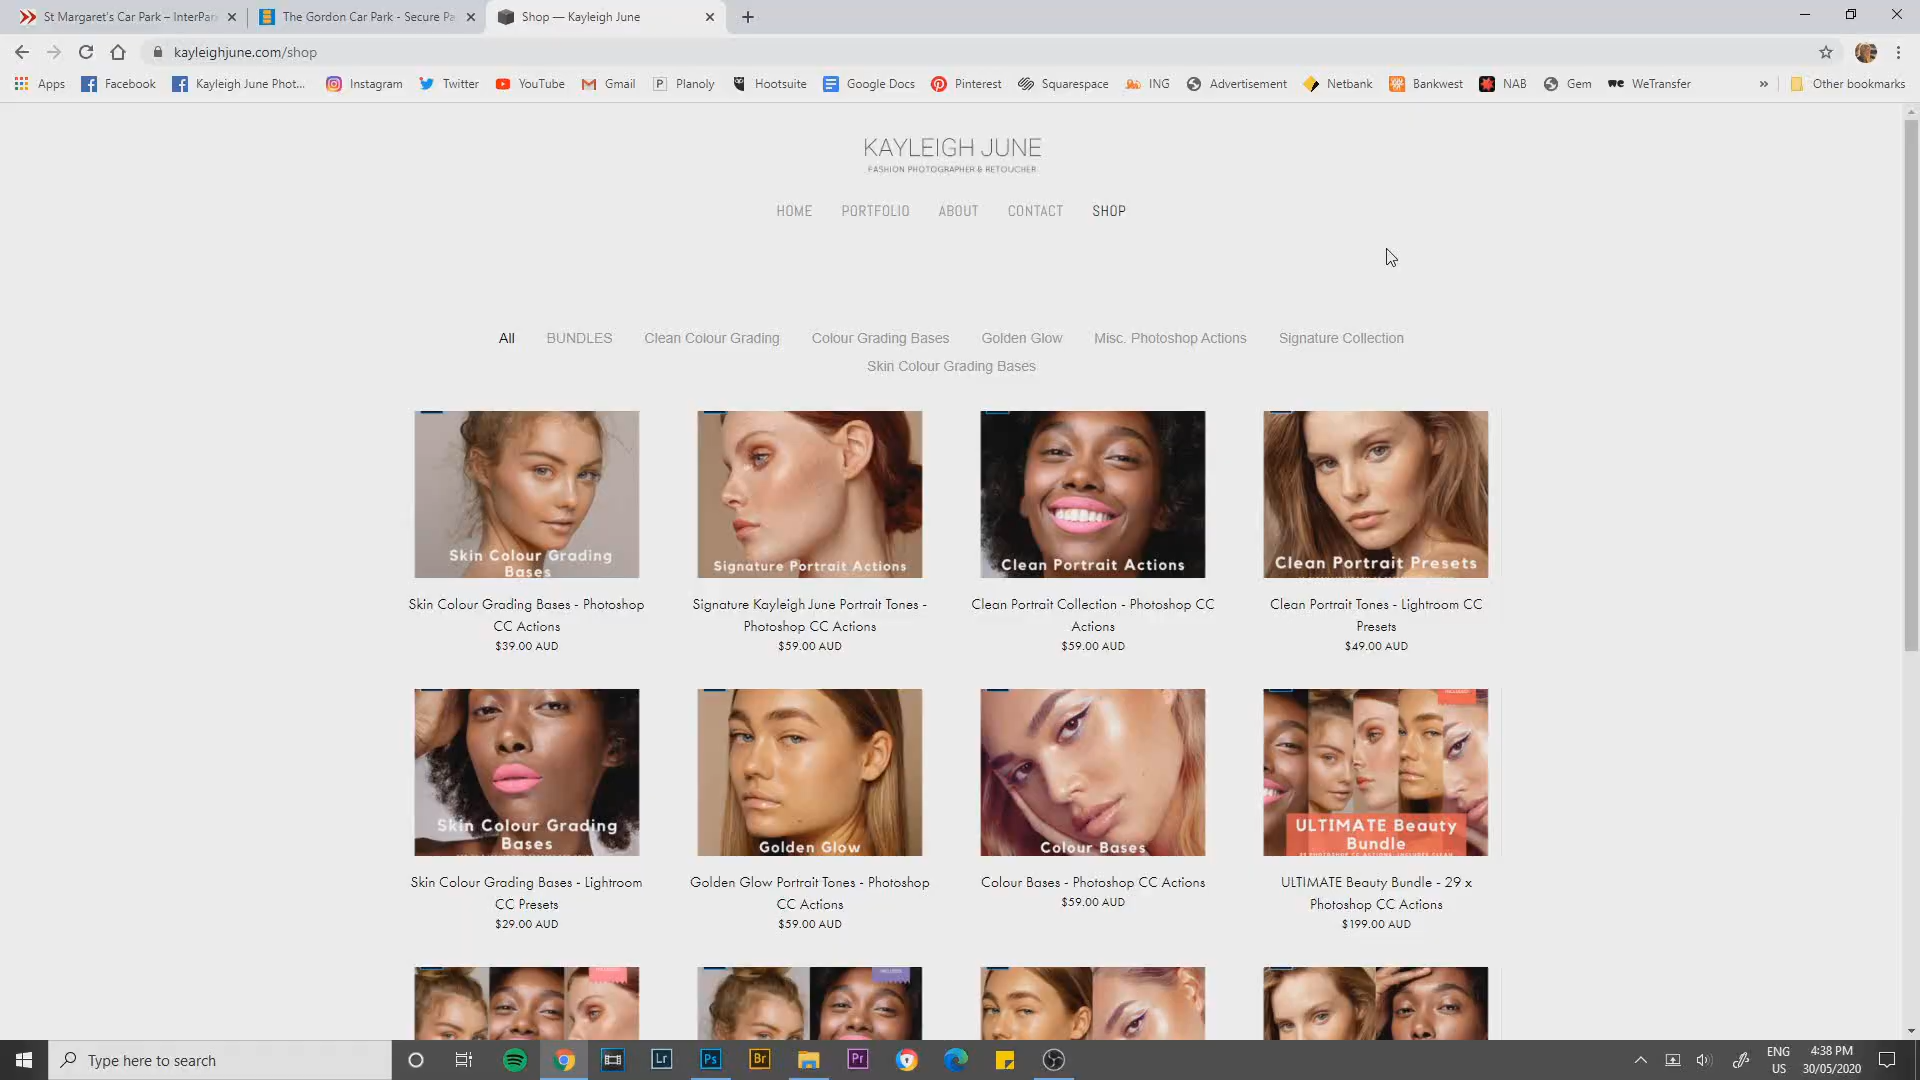 St Margaret's Car Park – InterPar
The Gordon Car Park - Secure Pa
Shop — Kayleigh June
kayleighjune.com/shop
Apps
Facebook
Kayleigh June Phot...
Instagram
Twitter
YouTube
Gmail
Planoly
Hootsuite
Google Docs
Pinterest
Squarespace
ING
Advertisement
Netbank
Bankwest
NAB
Gem
WeTransfer
»
Other bookmarks
KAYLEIGH JUNE
FASHION PHOTOGRAPHER & RETOUCHER
HOME
PORTFOLIO
ABOUT
CONTACT
SHOP
All
BUNDLES
Clean Colour Grading
Colour Grading Bases
Golden Glow
Misc. Photoshop Actions
Signature Collection
Skin Colour Grading Bases
Skin Colour Grading
Bases
Signature Portrait Actions
Clean Portrait Actions
Clean Portrait Presets
Skin Colour Grading Bases - Photoshop
CC Actions
$39.00 AUD
Signature Kayleigh June Portrait Tones -
Photoshop CC Actions
$59.00 AUD
Clean Portrait Collection - Photoshop CC
Actions
$59.00 AUD
Clean Portrait Tones - Lightroom CC
Presets
$49.00 AUD
Skin Colour Grading
Bases
Golden Glow
Colour Bases
ULTIMATE Beauty
Bundle
Skin Colour Grading Bases - Lightroom
CC Presets
$29.00 AUD
Golden Glow Portrait Tones - Photoshop
CC Actions
$59.00 AUD
Colour Bases - Photoshop CC Actions
$59.00 AUD
ULTIMATE Beauty Bundle - 29 x
Photoshop CC Actions
$199.00 AUD
Type here to search
Lr
Ps
Br
Pr
ENG
US
4:38 PM
30/05/2020